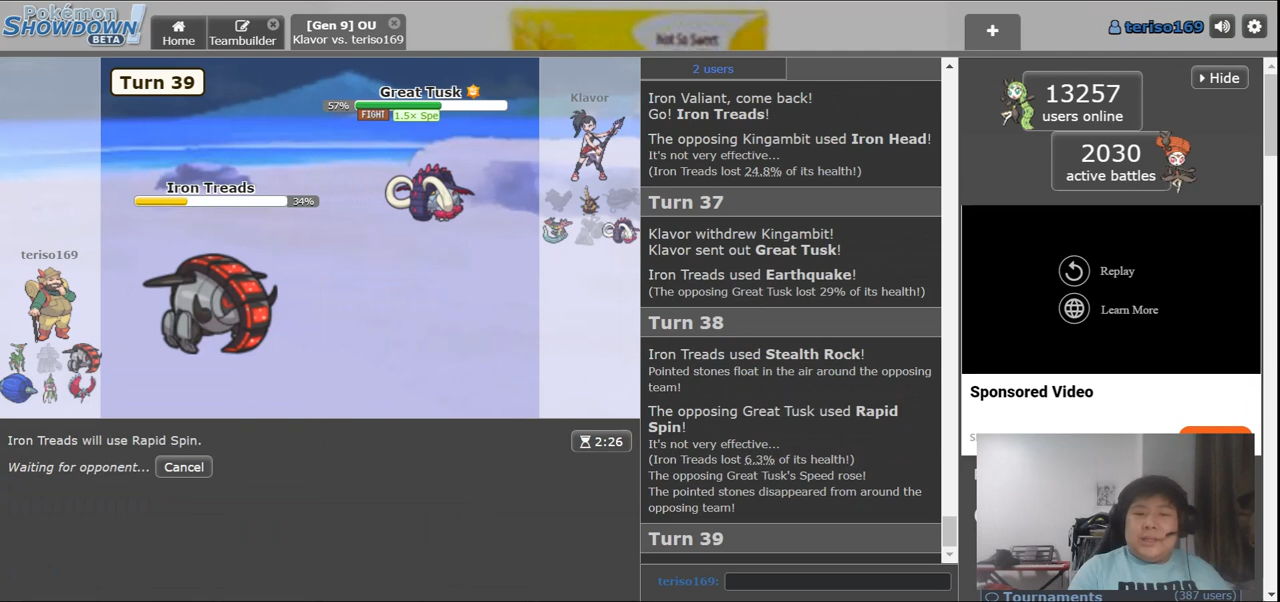 Pokémon
SHOWDOWN!
BETA
Home
Teambuilder
[Gen 9] OU
Klavor vs. teriso169
Not So Sweet
+
teriso169
Turn 39
Great Tusk
57%
FIGHT 1.5× Spe
Klavor
Iron Treads
34%
teriso169
Iron Treads will use Rapid Spin.
2:26
Waiting for opponent... Cancel
2 users
Iron Valiant, come back!
Go! Iron Treads!
The opposing Kingambit used Iron Head!
It's not very effective...
(Iron Treads lost 24.8% of its health!)
Turn 37
Klavor withdrew Kingambit!
Klavor sent out Great Tusk!
Iron Treads used Earthquake!
(The opposing Great Tusk lost 29% of its health!)
Turn 38
Iron Treads used Stealth Rock!
Pointed stones float in the air around the opposing
team!
The opposing Great Tusk used Rapid
Spin!
It's not very effective...
(Iron Treads lost 6.3% of its health!)
The opposing Great Tusk's Speed rose!
The pointed stones disappeared from around the
opposing team!
Turn 39
teriso169:
Hide
13257
users online
2030
active battles
Replay
Learn More
Sponsored Video
Tournaments (387 users)